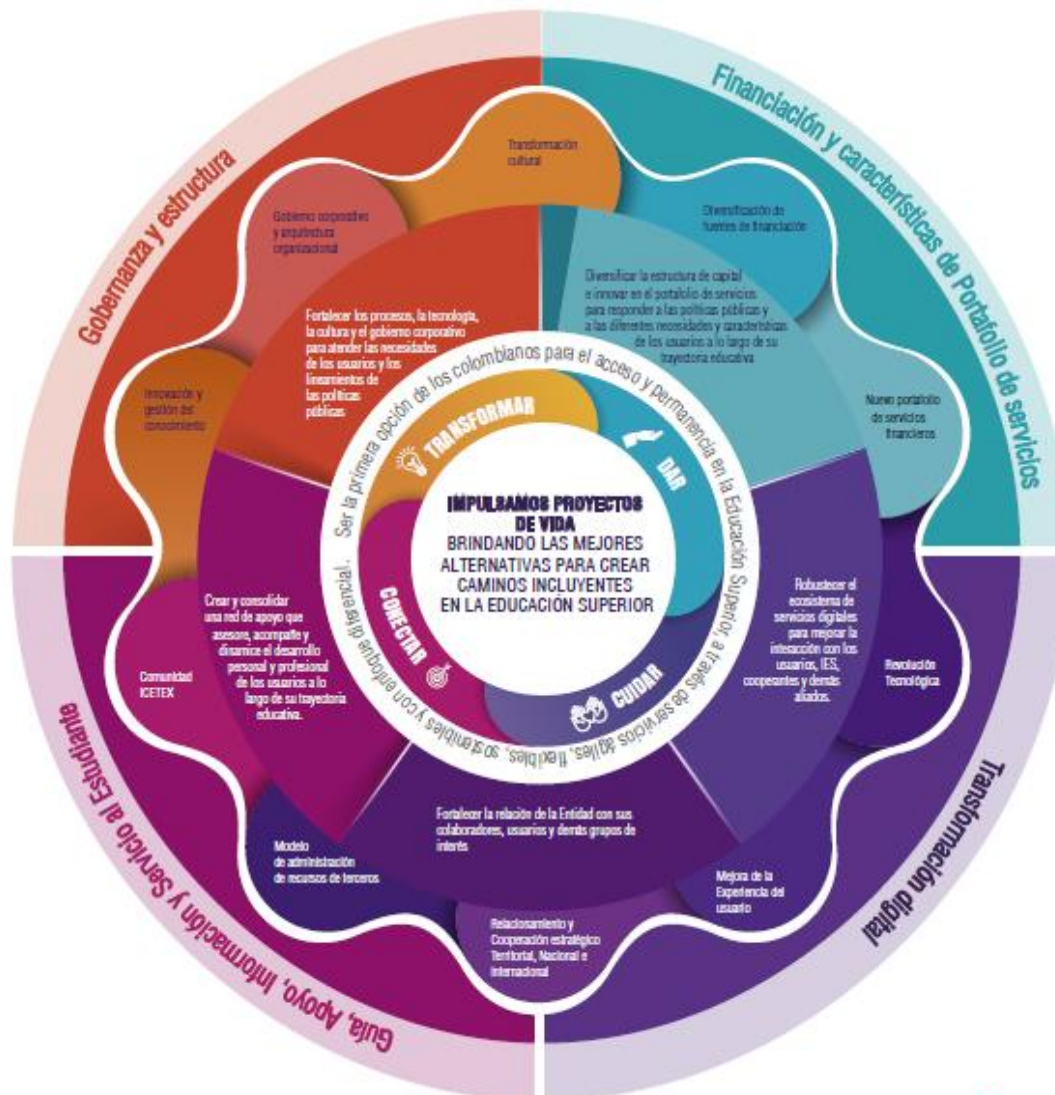 Gobernanza y estructura
Financiación y características de Portafolio de servicios
Transformación
cultural
Gobierno corporativo
y arquitectura
organizacional
Diversificación de
fuentes de financiación
Innovación y
gestión del
conocimiento
Nuevo portafolio
de servicios
financieros
Fortalecer los procesos, la tecnología,
la cultura y el gobierno corporativo
para atender las necesidades
de los usuarios y los
lineamientos de
las políticas
públicas
Diversificar la estructura de capital
e innovar en el portafolio de servicios
para responder a las políticas públicas y
a las diferentes necesidades y características
de los usuarios a lo largo de su
trayectoria educativa
Ser la primera opción de los colombianos para el acceso y permanencia en la Educación Superior, a través de servicios ágiles, flexibles, sostenibles y con enfoque diferencial.
TRANSFORMAR
DAR
IMPULSAMOS PROYECTOS
DE VIDA
BRINDANDO LAS MEJORES
ALTERNATIVAS PARA CREAR
CAMINOS INCLUYENTES
EN LA EDUCACIÓN SUPERIOR
CONECTAR
CUIDAR
Crear y consolidar
una red de apoyo que
asesore, acompañe y
dinamice el desarrollo
personal y profesional
de los usuarios a lo
largo de su trayectoria
educativa.
Robustecer el
ecosistema de
servicios digitales
para mejorar la
interacción con los
usuarios, IES,
cooperantes y demás
aliados.
Comunidad
ICETEX
Revolución
Tecnológica
Fortalecer la relación de la Entidad con sus
colaboradores, usuarios y demás grupos de
interés
Modelo
de administración
de recursos de terceros
Mejora de la
Experiencia del
usuario
Relacionamiento y
Cooperación estratégico
Territorial, Nacional e
Internacional
Guía, Apoyo, Información y Servicio al Estudiante
Transformación digital